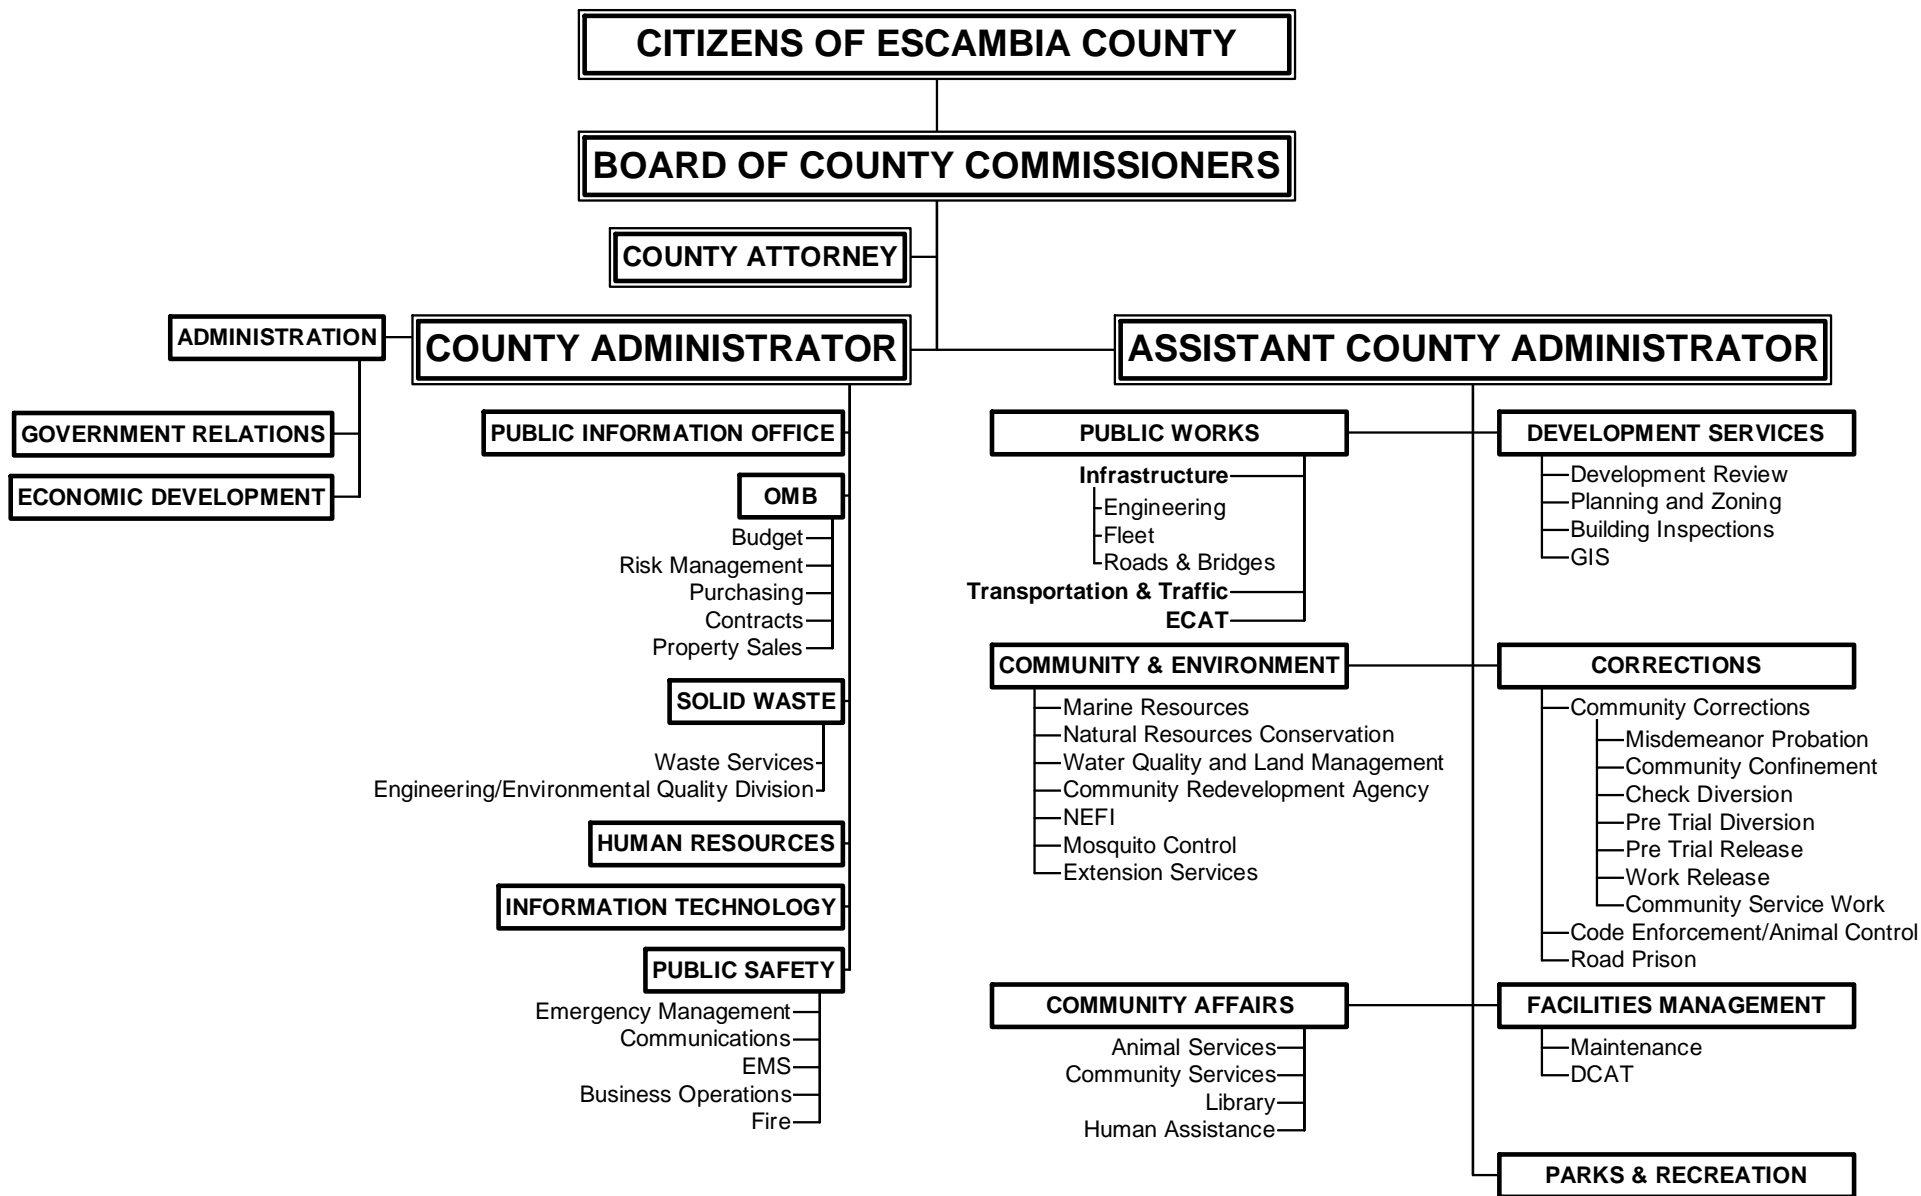 CITIZENS OF ESCAMBIA COUNTY
BOARD OF COUNTY COMMISSIONERS
COUNTY ATTORNEY
ADMINISTRATION
COUNTY ADMINISTRATOR
ASSISTANT COUNTY ADMINISTRATOR
GOVERNMENT RELATIONS
ECONOMIC DEVELOPMENT
PUBLIC INFORMATION OFFICE
OMB
Budget
Risk Management
Purchasing
Contracts
Property Sales
SOLID WASTE
Waste Services
Engineering/Environmental Quality Division
HUMAN RESOURCES
INFORMATION TECHNOLOGY
PUBLIC SAFETY
Emergency Management
Communications
EMS
Business Operations
Fire
PUBLIC WORKS
Infrastructure
Engineering
Fleet
Roads & Bridges
Transportation & Traffic
ECAT
COMMUNITY & ENVIRONMENT
Marine Resources
Natural Resources Conservation
Water Quality and Land Management
Community Redevelopment Agency
NEFI
Mosquito Control
Extension Services
COMMUNITY AFFAIRS
Animal Services
Community Services
Library
Human Assistance
DEVELOPMENT SERVICES
Development Review
Planning and Zoning
Building Inspections
GIS
CORRECTIONS
Community Corrections
Misdemeanor Probation
Community Confinement
Check Diversion
Pre Trial Diversion
Pre Trial Release
Work Release
Community Service Work
Code Enforcement/Animal Control
Road Prison
FACILITIES MANAGEMENT
Maintenance
DCAT
PARKS & RECREATION